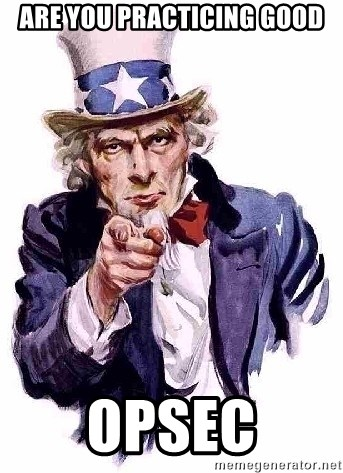 ARE YOU PRACTICING GOOD
OPSEC
memegenerator.net